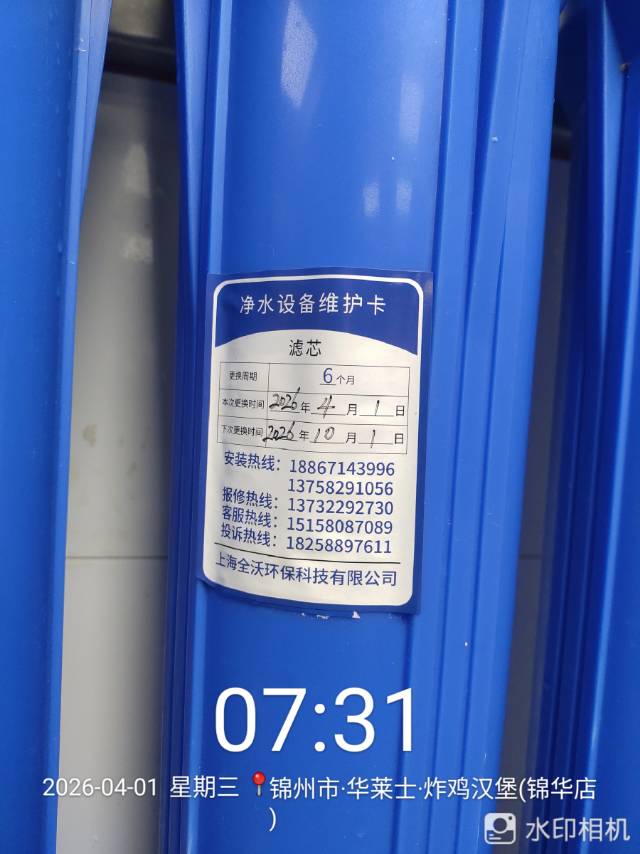 净水设备维护卡
滤芯
更换周期 6个月
本次更换时间 2026年 4月 1日
下次更换时间 2026年 10月 1日
安装热线：18867143996
13758291056
报修热线：13732292730
客服热线：15158087089
投诉热线：18258897611
上海全沃环保科技有限公司
07:31
2026-04-01 星期三 锦州市·华莱士·炸鸡汉堡(锦华店
)
水印相机